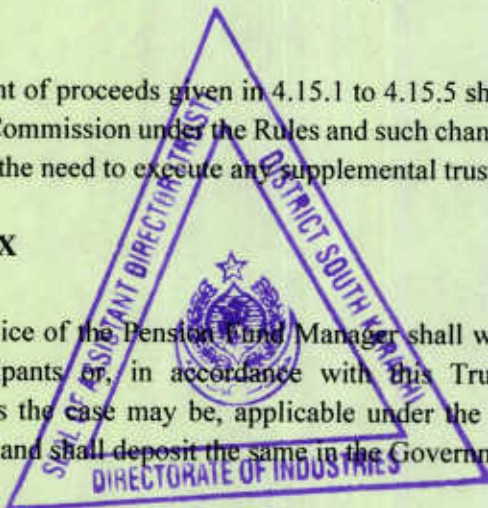 nt of proceeds given in 4.15.1 to 4.15.5 sh
Commission under the Rules and such chan
the need to execute any supplemental trus
X
ice of the Pension Fund Manager shall w
ipants or, in accordance with this Tru
s the case may be, applicable under the
and shall deposit the same in the Governm
SEAL OF ASSISTANT DIRECTOR (TRUST)
DISTRICT SOUTH KARACHI
DIRECTORATE OF INDUSTRIES